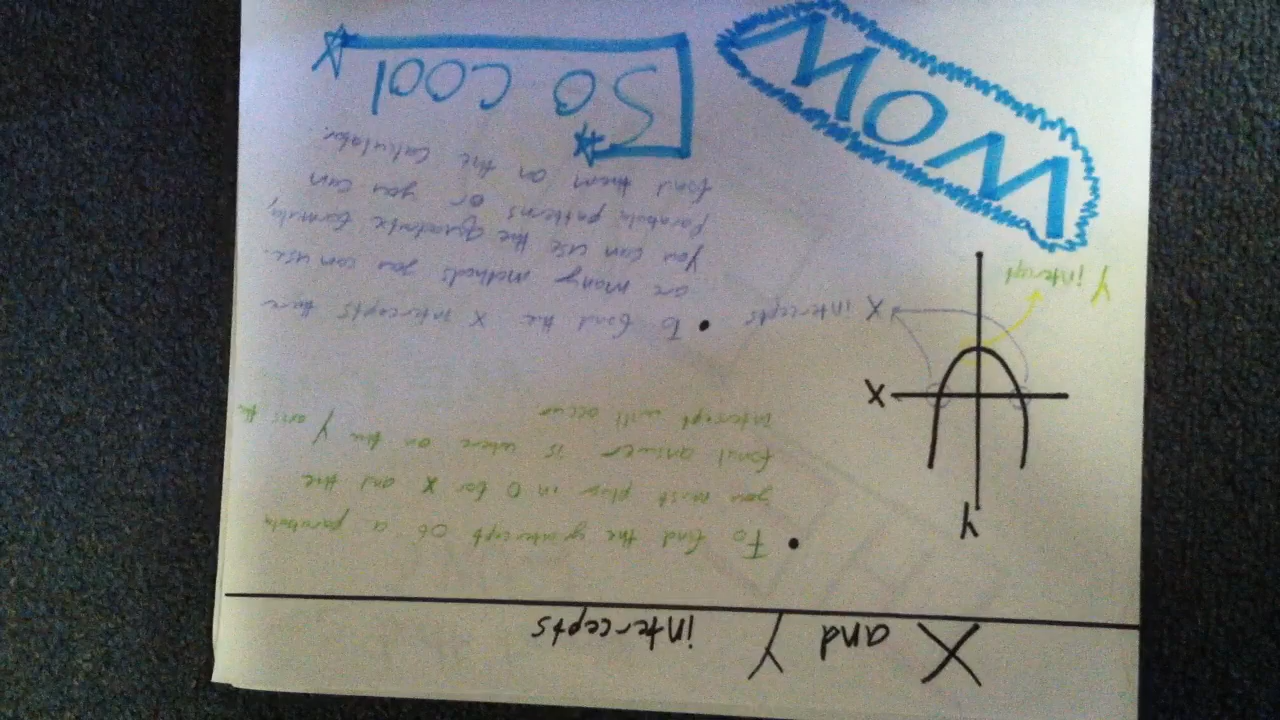 X and Y intercepts
Y
X
X intercepts
Y intercept
• To find the y intercept of a parabola
you must plug in 0 for x and the
final answer is where on the Y axis the
intercept will occur
• To find the X intercepts there
are many methods you can use.
You can use the quadratic formula,
parabola patterns or you can
find them on the calculator.
WOW
SO COOL